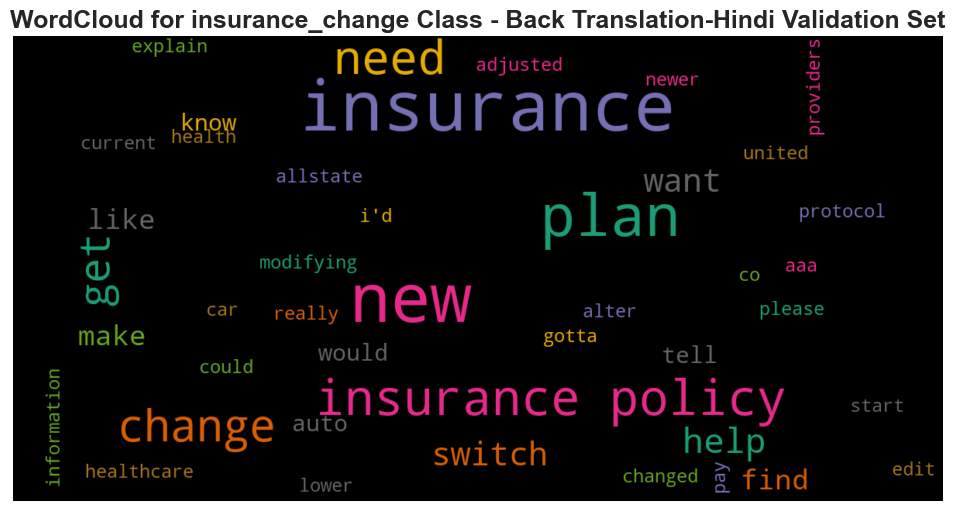 WordCloud for insurance_change Class - Back Translation-Hindi Validation Set
explain
need
adjusted
newer
providers
insurance
know
health
current
united
allstate
want
like
i'd
plan
protocol
get
modifying
co
aaa
new
car
really
alter
please
make
gotta
would
tell
could
information
insurance policy
start
change
auto
help
switch
healthcare
lower
changed
pay
find
edit